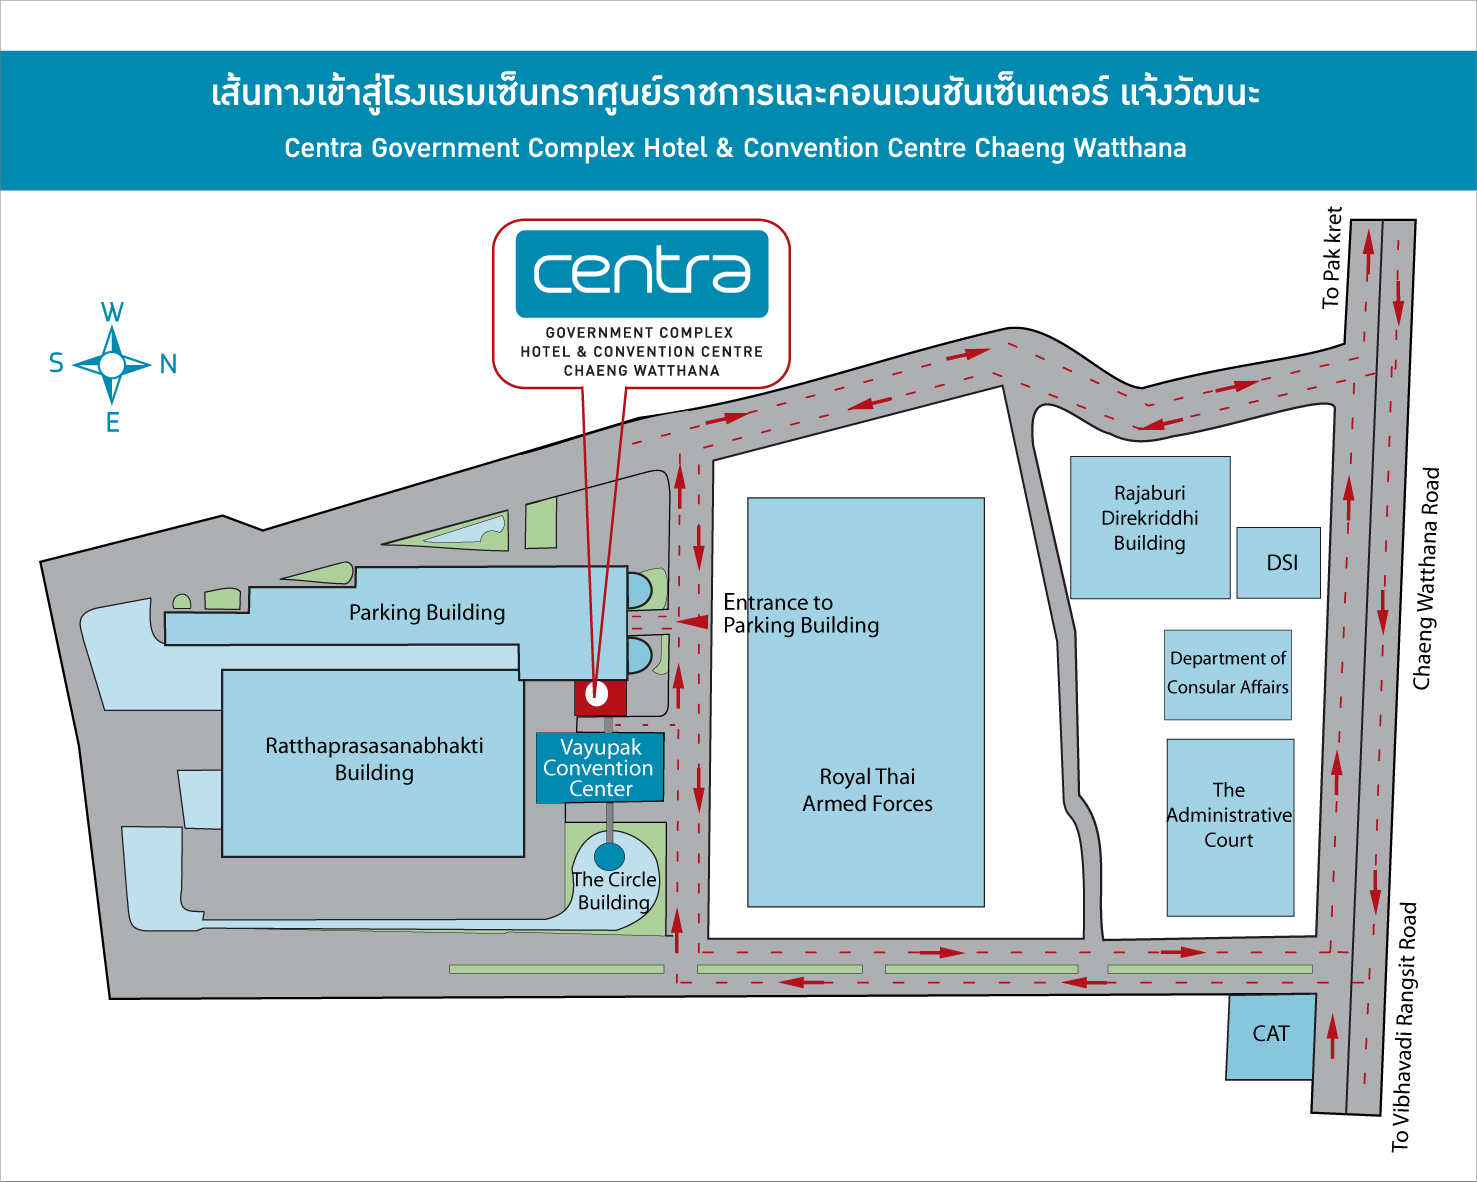 เส้นทางเข้าสู่โรงแรมเซ็นทราศูนย์ราชการและคอนเวนชันเซ็นเตอร์ แจ้งวัฒนะ
Centra Government Complex Hotel & Convention Centre Chaeng Watthana
centra
GOVERNMENT COMPLEX
HOTEL & CONVENTION CENTRE
CHAENG WATTHANA
To Pak kret
W
S
N
E
Chaeng Watthana Road
Rajaburi
Direkriddhi
Building
DSI
Parking Building
Entrance to
Parking Building
Department of
Consular Affairs
Ratthaprasasanabhakti
Building
Vayupak
Convention
Center
Royal Thai
Armed Forces
The
Administrative
Court
The Circle
Building
CAT
To Vibhavadi Rangsit Road